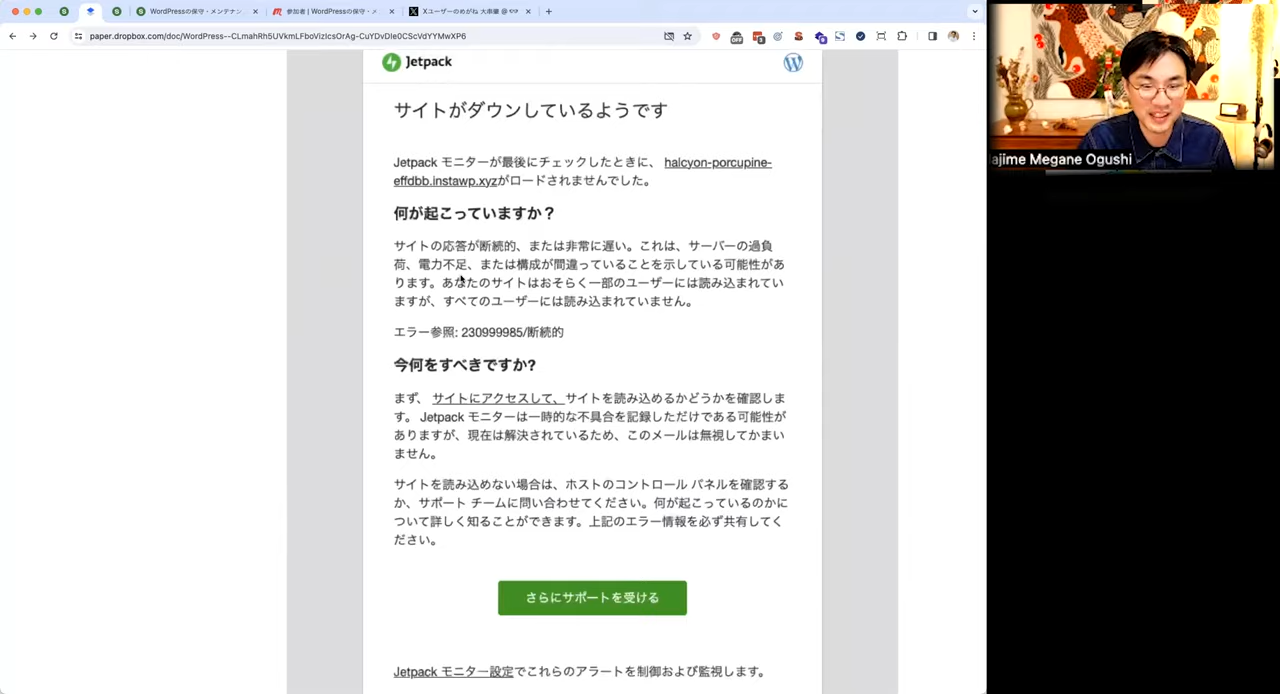 WordPressの保守・メンテナン
参加者 | WordPressの保守・メ
Xユーザーのめがね 大串肇
paper.dropbox.com/doc/WordPress--CLmahRh5UVkmLFboVizIcsOrAg-CuYDvDIe0CScVdYYMwXP6
OFF
Jetpack
サイトがダウンしているようです
Jetpack モニターが最後にチェックしたときに、 halcyon-porcupine-
effdbb.instawp.xyzがロードされませんでした。
何が起こっていますか？
サイトの応答が断続的、または非常に遅い。これは、サーバーの過負
荷、電力不足、または構成が間違っていることを示している可能性があ
ります。あなたのサイトはおそらく一部のユーザーには読み込まれてい
ますが、すべてのユーザーには読み込まれていません。
エラー参照: 230999985/断続的
今何をすべきですか?
まず、 サイトにアクセスして、サイトを読み込めるかどうかを確認しま
す。 Jetpack モニターは一時的な不具合を記録しただけである可能性が
ありますが、現在は解決されているため、このメールは無視してかまい
ません。
サイトを読み込めない場合は、ホストのコントロール パネルを確認する
か、サポート チームに問い合わせてください。何が起こっているのかに
ついて詳しく知ることができます。上記のエラー情報を必ず共有してく
ださい。
さらにサポートを受ける
Jetpack モニター設定でこれらのアラートを制御および監視します。
ajime Megane Ogushi